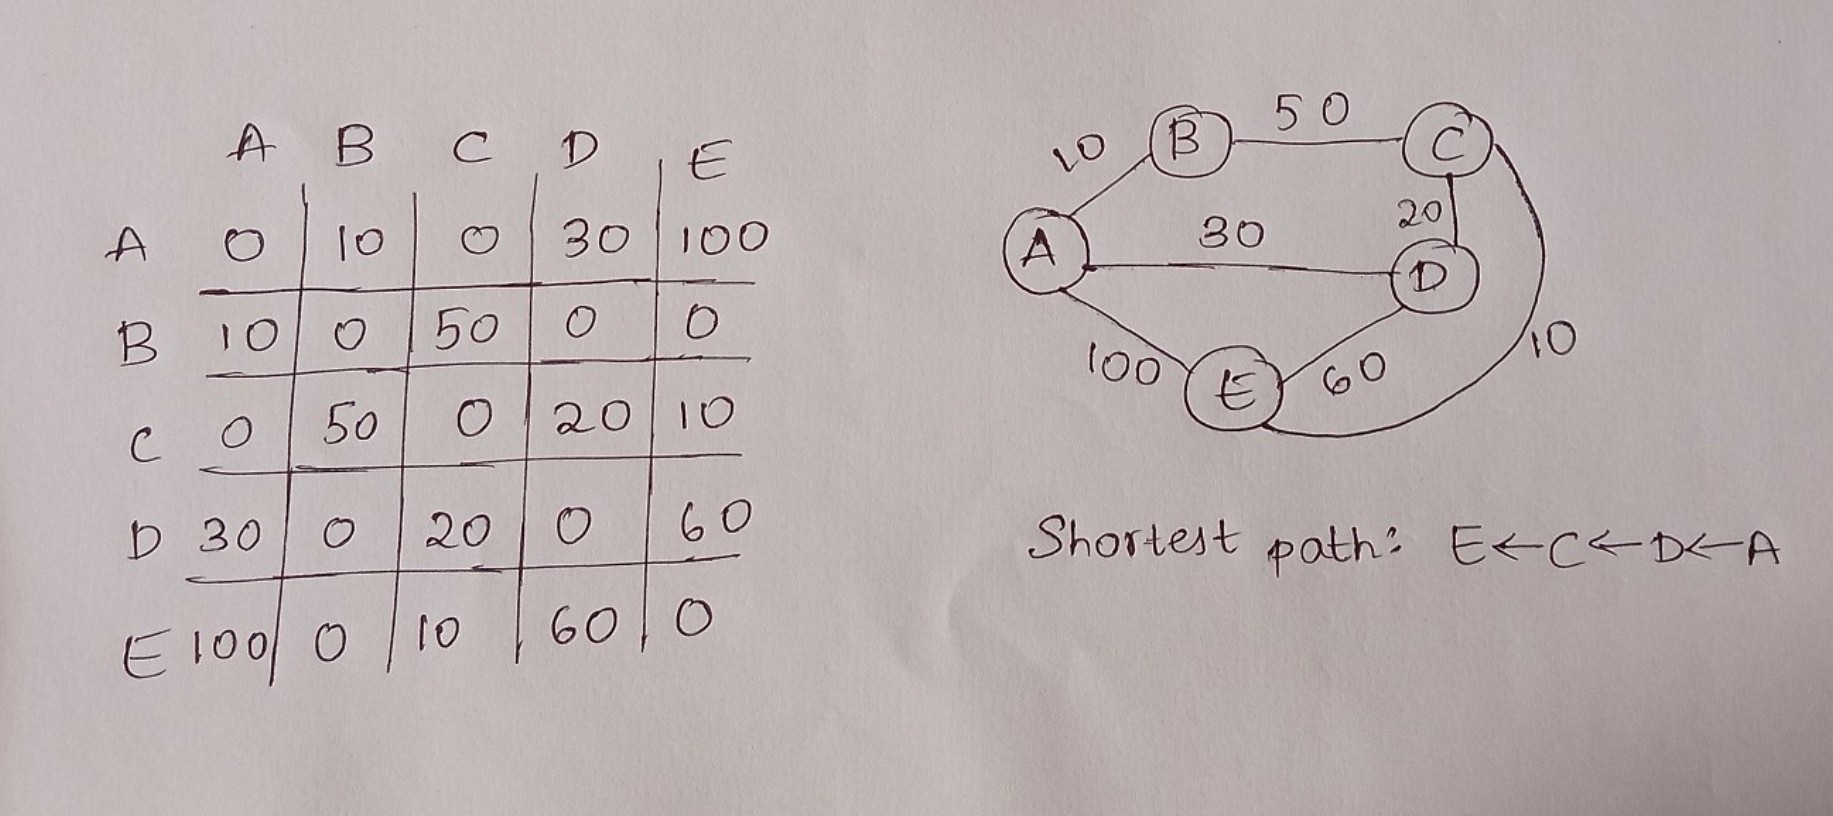 A B C D E
A 0 10 0 30 100
B 10 0 50 0 0
C 0 50 0 20 10
D 30 0 20 0 60
E 100 0 10 60 0
50
10 B C
20
30
A D
10
100 60
E
Shortest path: E←C←D←A